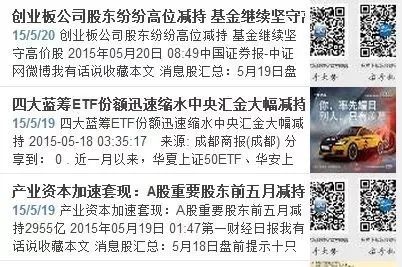 创业板公司股东纷纷高位减持 基金继续坚守高
15/5/20 创业板公司股东纷纷高位减持 基金继续坚
守高价股 2015年05月20日 08:49中国证券报-中证
网微博我有话说收藏本文 消息股汇总：5月19日盘
四大蓝筹ETF份额迅速缩水中央汇金大幅减持
15/5/19 四大蓝筹ETF份额迅速缩水中央汇金大幅减
持 2015-05-18 03:35:17 来源: 成都商报(成都) 分
享到： 0 . 近一月以来，华夏上证50ETF、华安上
产业资本加速套现：A股重要股东前五月减持
15/5/19 产业资本加速套现：A股重要股东前五月减
持2955亿 2015年05月19日 01:47第一财经日报我有
话说收藏本文 消息股汇总：5月18日盘前提示十只
你，率先耀目